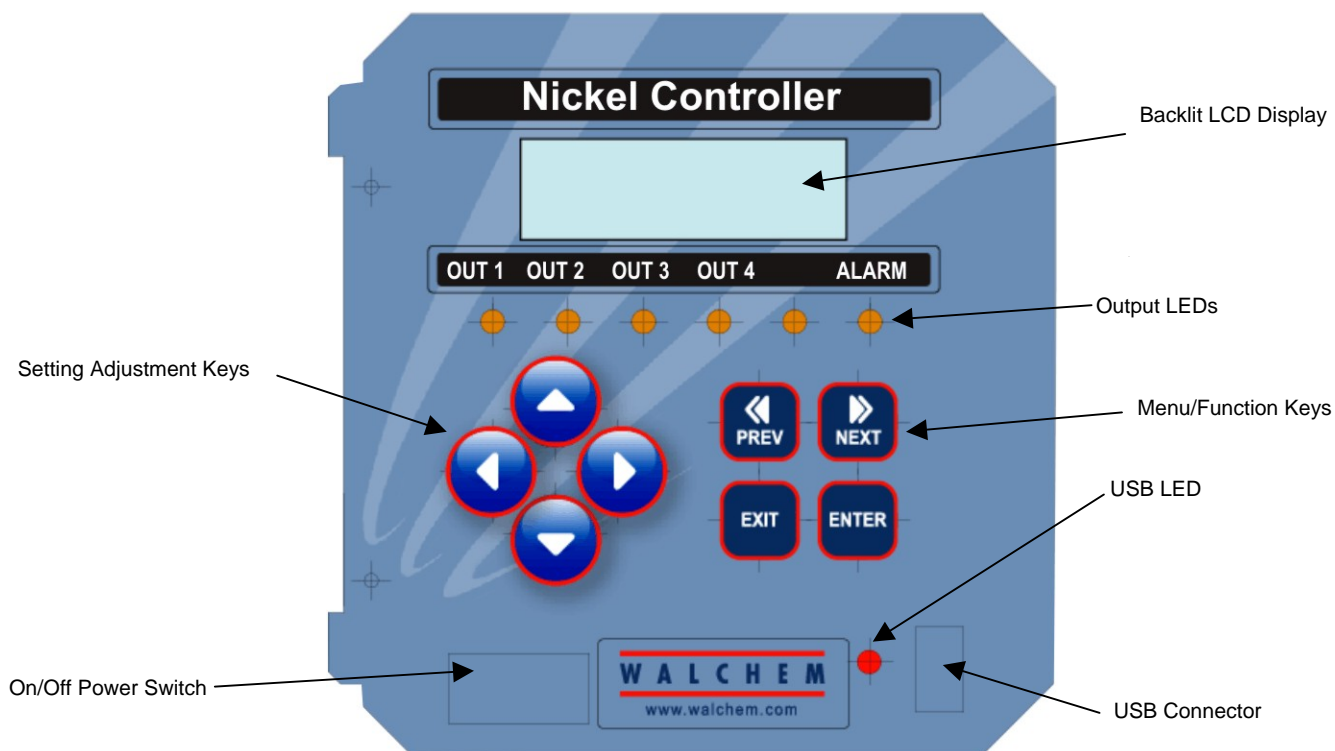 Nickel Controller
Backlit LCD Display
OUT 1 OUT 2 OUT 3 OUT 4 ALARM
Output LEDs
Setting Adjustment Keys
PREV NEXT
Menu/Function Keys
USB LED
EXIT ENTER
On/Off Power Switch
WALCHEM
www.walchem.com
USB Connector